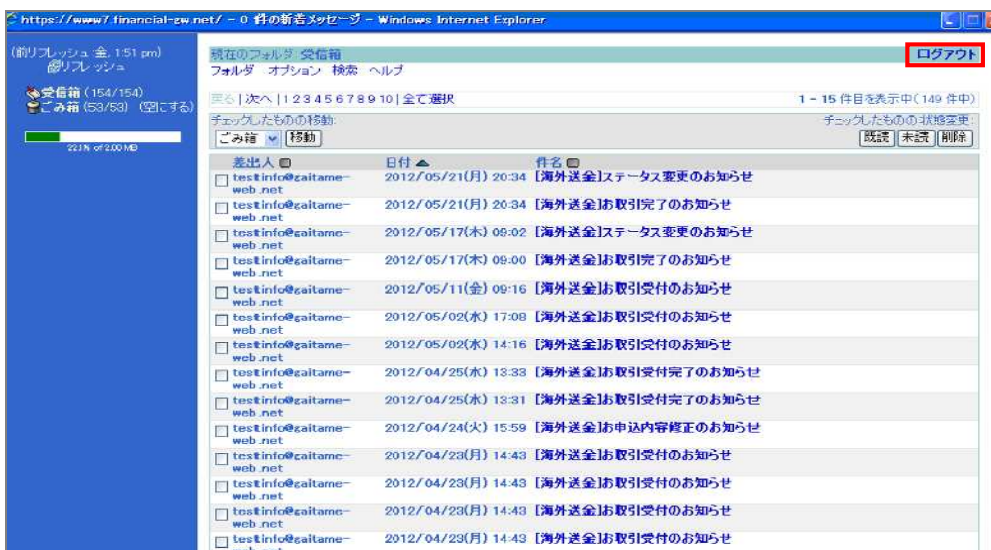 https://www7.financial-gw.net/ - 0 件の新着メッセージ - Windows Internet Explorer
(前リフレッシュ:金, 1:51 pm)
リフレッシュ
受信箱 (154/154)
ごみ箱 (53/53) (空にする)
22.1% of 2.00 MB
現在のフォルダ: 受信箱
ログアウト
フォルダ オプション 検索 ヘルプ
戻る | 次へ | 1 2 3 4 5 6 7 8 9 10 | 全て選択
1 - 15 件目を表示中 (149 件中)
チェックしたものの移動:
チェックしたものの状態変更:
ごみ箱 移動
既読 未読 削除
差出人 日付 件名
testinfo@gaitame-web.net 2012/05/21(月) 20:34 [海外送金]ステータス変更のお知らせ
testinfo@gaitame-web.net 2012/05/21(月) 20:34 [海外送金]お取引完了のお知らせ
testinfo@gaitame-web.net 2012/05/17(木) 09:02 [海外送金]ステータス変更のお知らせ
testinfo@gaitame-web.net 2012/05/17(木) 09:00 [海外送金]お取引完了のお知らせ
testinfo@gaitame-web.net 2012/05/11(金) 09:16 [海外送金]お取引受付のお知らせ
testinfo@gaitame-web.net 2012/05/02(水) 17:08 [海外送金]お取引受付のお知らせ
testinfo@gaitame-web.net 2012/05/02(水) 14:16 [海外送金]お取引受付のお知らせ
testinfo@gaitame-web.net 2012/04/25(水) 13:33 [海外送金]お取引受付完了のお知らせ
testinfo@gaitame-web.net 2012/04/25(水) 13:31 [海外送金]お取引受付完了のお知らせ
testinfo@gaitame-web.net 2012/04/24(火) 15:59 [海外送金]お申込内容修正のお知らせ
testinfo@gaitame-web.net 2012/04/23(月) 14:43 [海外送金]お取引受付のお知らせ
testinfo@gaitame-web.net 2012/04/23(月) 14:43 [海外送金]お取引受付のお知らせ
testinfo@gaitame-web.net 2012/04/23(月) 14:43 [海外送金]お取引受付のお知らせ
testinfo@gaitame- 2012/04/23(月) 14:43 [海外送金]お取引受付のお知らせ